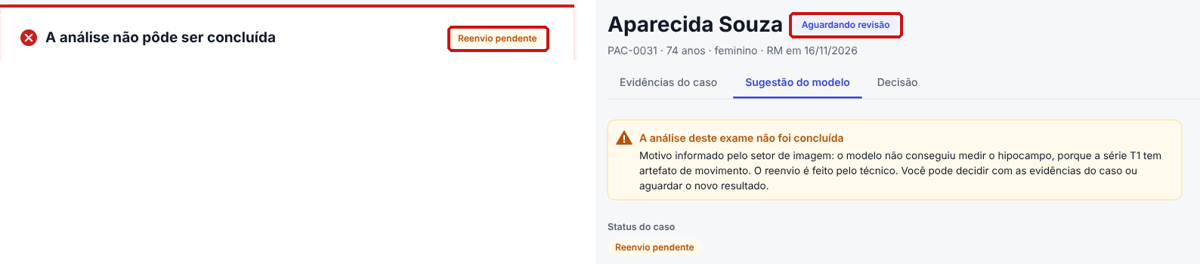 A análise não pôde ser concluída
Reenvio pendente
Aparecida Souza
Aguardando revisão
PAC-0031 · 74 anos · feminino · RM em 16/11/2026
Evidências do caso
Sugestão do modelo
Decisão
A análise deste exame não foi concluída
Motivo informado pelo setor de imagem: o modelo não conseguiu medir o hipocampo, porque a série T1 tem
artefato de movimento. O reenvio é feito pelo técnico. Você pode decidir com as evidências do caso ou
aguardar o novo resultado.
Status do caso
Reenvio pendente